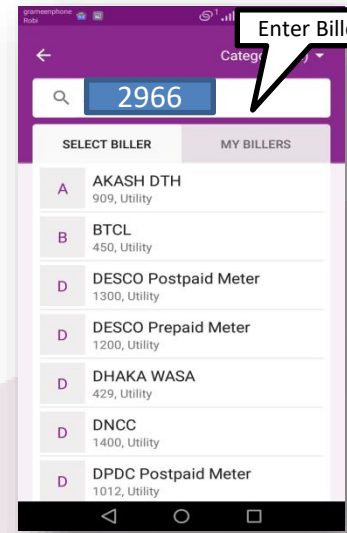 grameenphone
Robi
Enter Bille
2966
SELECT BILLER
MY BILLERS
A
AKASH DTH
909, Utility
B
BTCL
450, Utility
D
DESCO Postpaid Meter
1300, Utility
D
DESCO Prepaid Meter
1200, Utility
D
DHAKA WASA
429, Utility
D
DNCC
1400, Utility
D
DPDC Postpaid Meter
1012, Utility